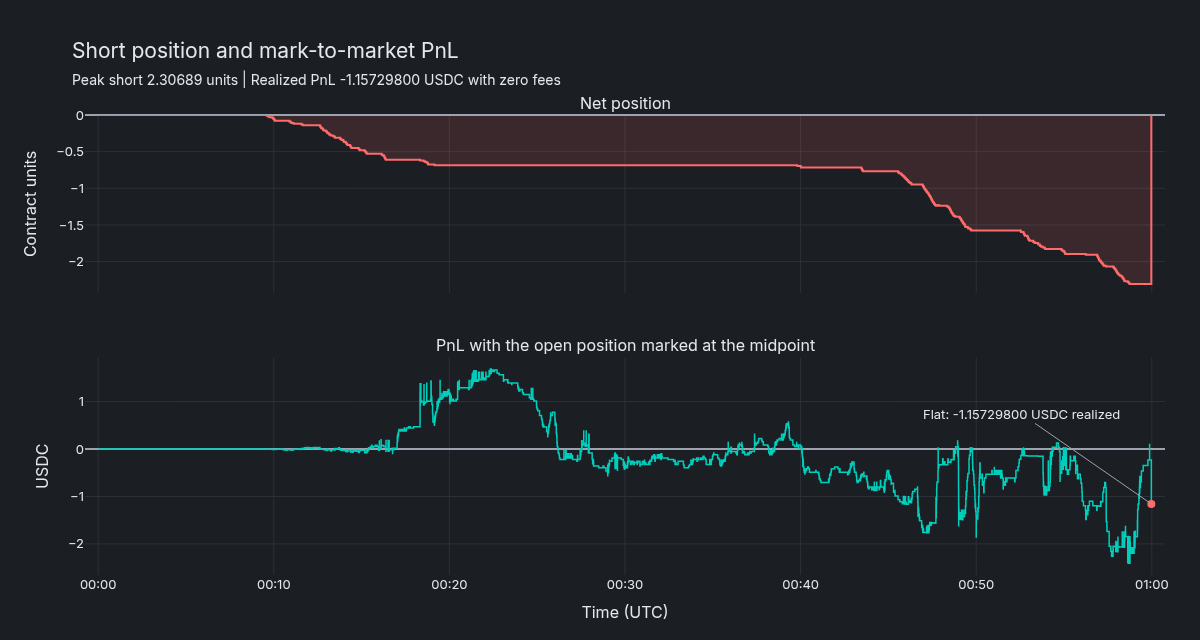 Short position and mark-to-market PnL
Peak short 2.30689 units | Realized PnL -1.15729800 USDC with zero fees
Net position
0
−0.5
−1
−1.5
−2
Contract units
PnL with the open position marked at the midpoint
1
0
−1
−2
USDC
Flat: -1.15729800 USDC realized
00:00 00:10 00:20 00:30 00:40 00:50 01:00
Time (UTC)